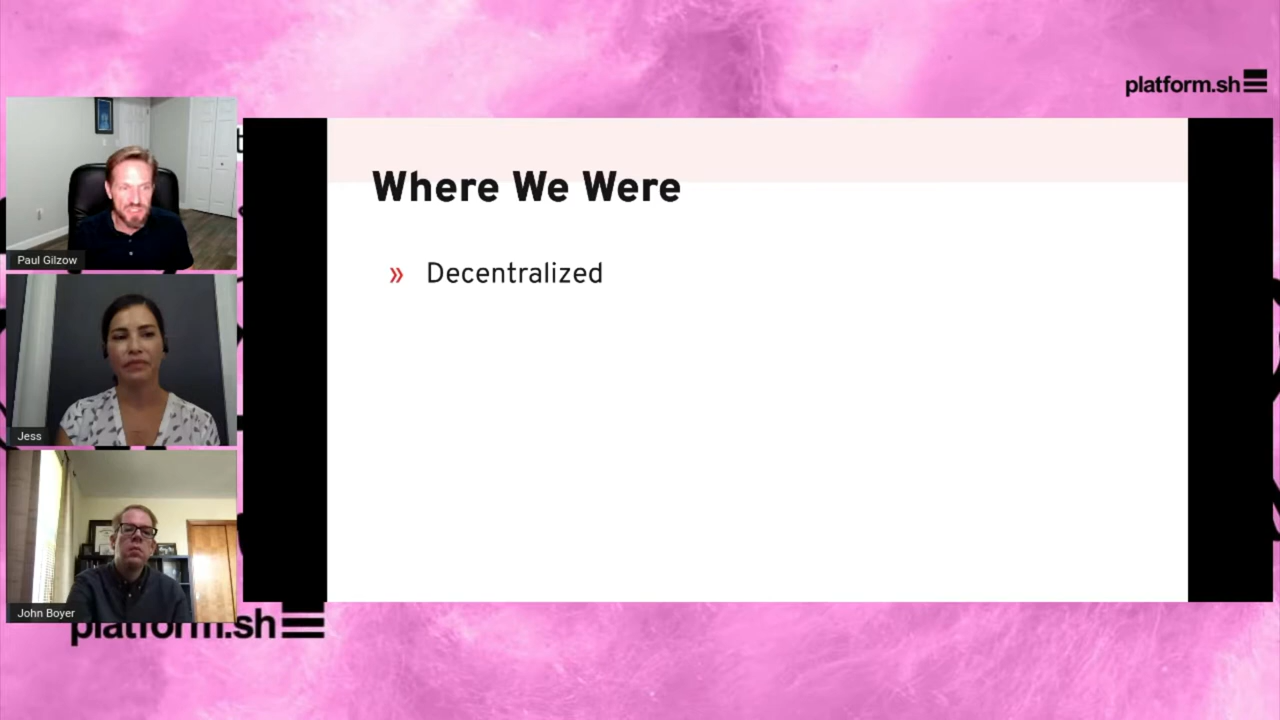 platform.sh
Where We Were
» Decentralized
Paul Gilzow
Jess
John Boyer
platform.sh